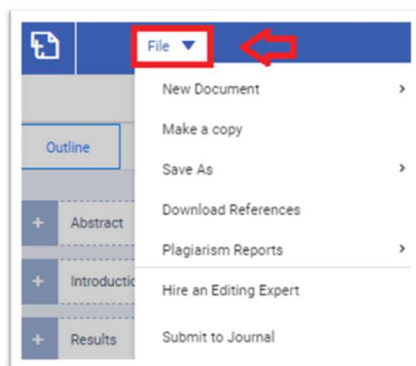 File
New Document
Make a copy
Outline
Save As
Download References
Abstract
Plagiarism Reports
Introductic
Hire an Editing Expert
Results
Submit to Journal